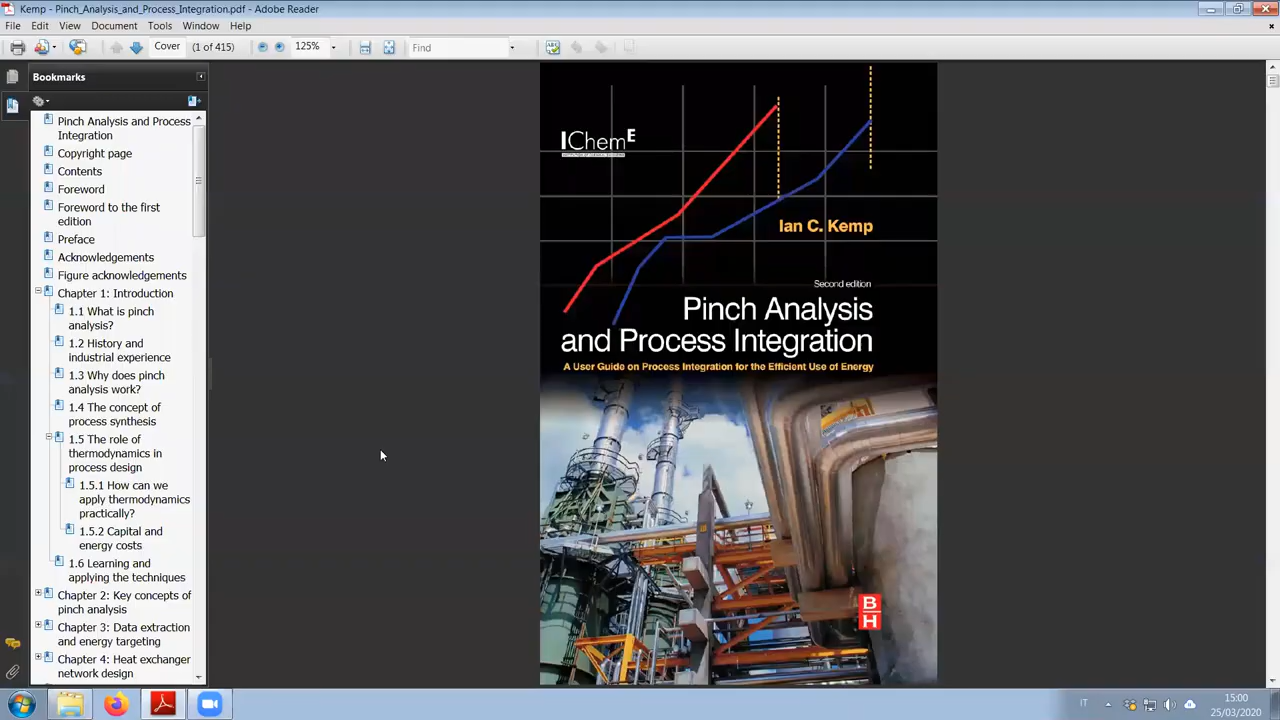 Kemp - Pinch_Analysis_and_Process_Integration.pdf - Adobe Reader
File Edit View Document Tools Window Help
Cover (1 of 415) 125% Find
Bookmarks
Pinch Analysis and Process
Integration
Copyright page
Contents
Foreword
Foreword to the first
edition
Preface
Acknowledgements
Figure acknowledgements
Chapter 1: Introduction
1.1 What is pinch
analysis?
1.2 History and
industrial experience
1.3 Why does pinch
analysis work?
1.4 The concept of
process synthesis
1.5 The role of
thermodynamics in
process design
1.5.1 How can we
apply thermodynamics
practically?
1.5.2 Capital and
energy costs
1.6 Learning and
applying the techniques
Chapter 2: Key concepts of
pinch analysis
Chapter 3: Data extraction
and energy targeting
Chapter 4: Heat exchanger
network design
IChemE
Ian C. Kemp
Second edition
Pinch Analysis
and Process Integration
A User Guide on Process Integration for the Efficient Use of Energy
B
H
IT
15:00
25/03/2020